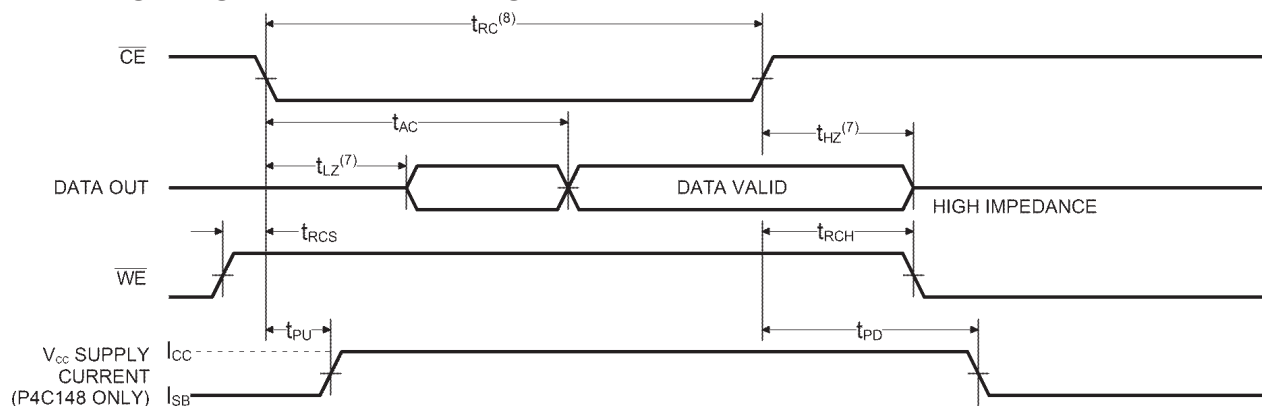 tRC(8)
CE
tAC
tHZ(7)
tLZ(7)
DATA OUT
DATA VALID
HIGH IMPEDANCE
tRCS
tRCH
WE
tPU
tPD
VCC SUPPLY ICC
CURRENT
(P4C148 ONLY) ISB